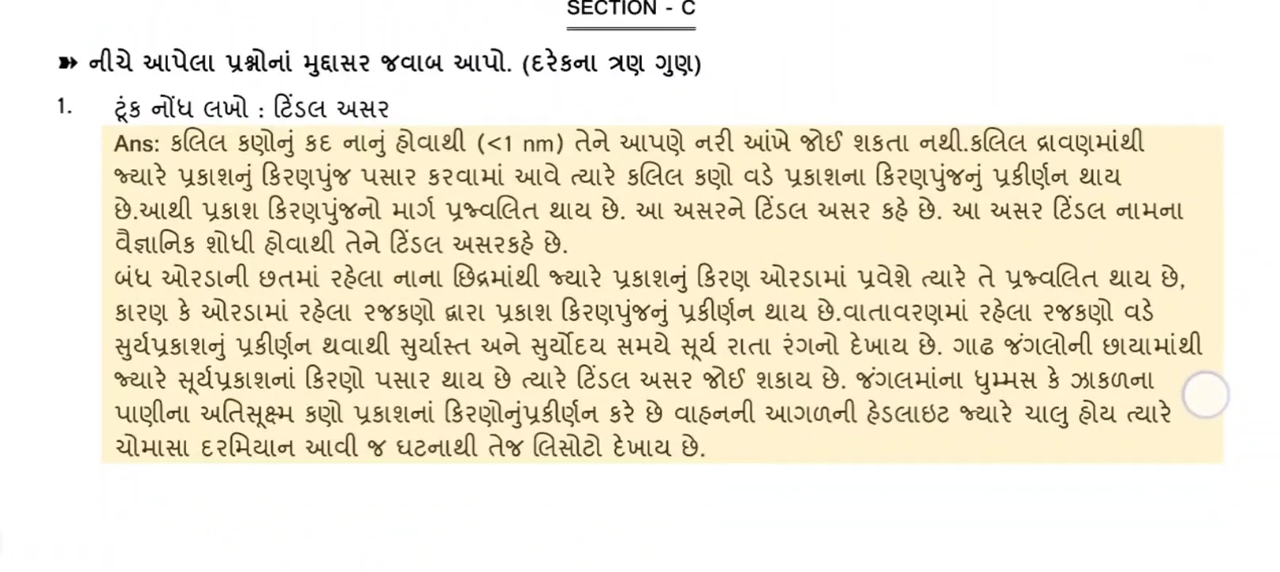 SECTION - C
➽ નીચે આપેલા પ્રશ્નોનાં મુદ્દાસર જવાબ આપો. (દરેકના ત્રણ ગુણ)
1. ટૂંક નોંધ લખો : ટિંડલ અસર
Ans: કલિલ કણોનું કદ નાનું હોવાથી (<1 nm) તેને આપણે નરી આંખે જોઈ શકતા નથી.કલિલ દ્રાવણમાંથી
જ્યારે પ્રકાશનું કિરણપુંજ પસાર કરવામાં આવે ત્યારે કલિલ કણો વડે પ્રકાશના કિરણપુંજનું પ્રકીર્ણન થાય
છે.આથી પ્રકાશ કિરણપુંજનો માર્ગ પ્રજ્વલિત થાય છે. આ અસરને ટિંડલ અસર કહે છે. આ અસર ટિંડલ નામના
વૈજ્ઞાનિક શોધી હોવાથી તેને ટિંડલ અસરકહે છે.
બંધ ઓરડાની છતમાં રહેલા નાના છિદ્રમાંથી જ્યારે પ્રકાશનું કિરણ ઓરડામાં પ્રવેશે ત્યારે તે પ્રજ્વલિત થાય છે,
કારણ કે ઓરડામાં રહેલા રજકણો દ્વારા પ્રકાશ કિરણપુંજનું પ્રકીર્ણન થાય છે.વાતાવરણમાં રહેલા રજકણો વડે
સુર્યપ્રકાશનું પ્રકીર્ણન થવાથી સુર્યાસ્ત અને સુર્યોદય સમયે સૂર્ય રાતા રંગનો દેખાય છે. ગાઢ જંગલોની છાયામાંથી
જ્યારે સૂર્યપ્રકાશનાં કિરણો પસાર થાય છે ત્યારે ટિંડલ અસર જોઈ શકાય છે. જંગલમાંના ધુમ્મસ કે ઝાકળના
પાણીના અતિસૂક્ષ્મ કણો પ્રકાશનાં કિરણોનુંપ્રકીર્ણન કરે છે વાહનની આગળની હેડલાઇટ જ્યારે ચાલુ હોય ત્યારે
ચોમાસા દરમિયાન આવી જ ઘટનાથી તેજ લિસોટો દેખાય છે.